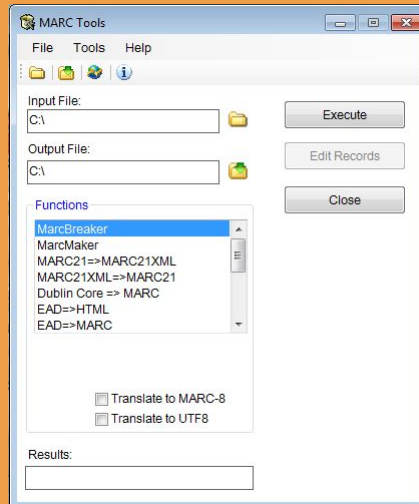 MARC Tools
File Tools Help
Input File:
C:\
Execute
Output File:
Edit Records
C:\
Close
Functions
MarcBreaker
MarcMaker
MARC21=>MARC21XML
MARC21XML=>MARC21
Dublin Core => MARC
EAD=>HTML
EAD=>MARC
Translate to MARC-8
Translate to UTF8
Results: